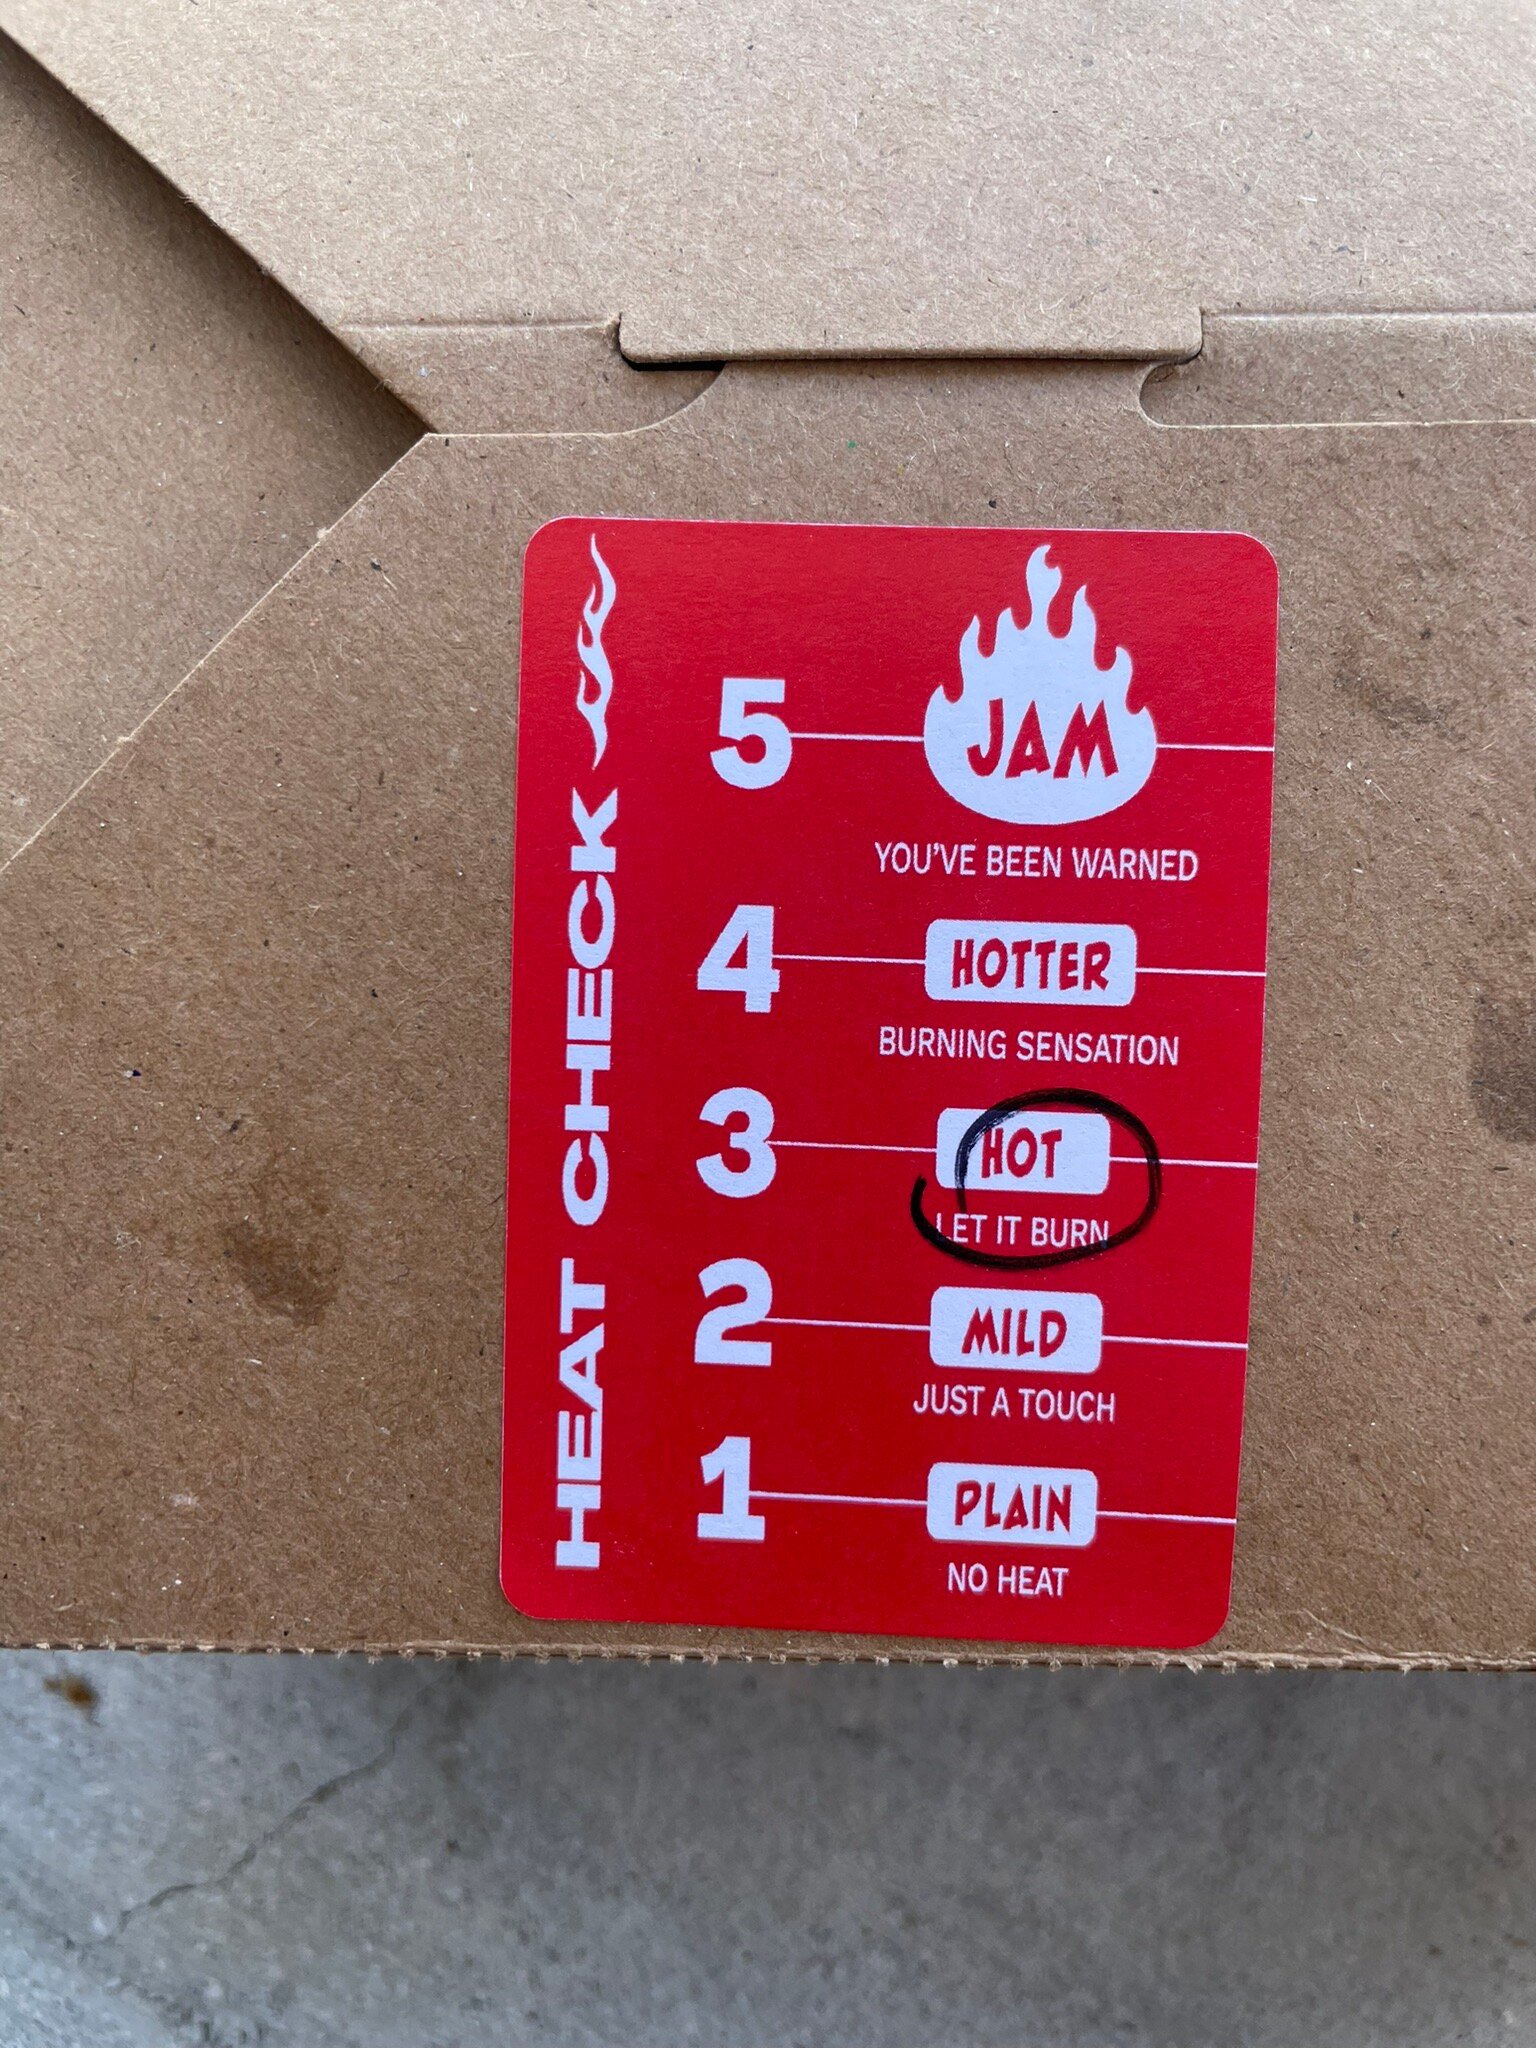 HEAT CHECK
5 JAM
YOU'VE BEEN WARNED
4 HOTTER
BURNING SENSATION
3 HOT
LET IT BURN
2 MILD
JUST A TOUCH
1 PLAIN
NO HEAT